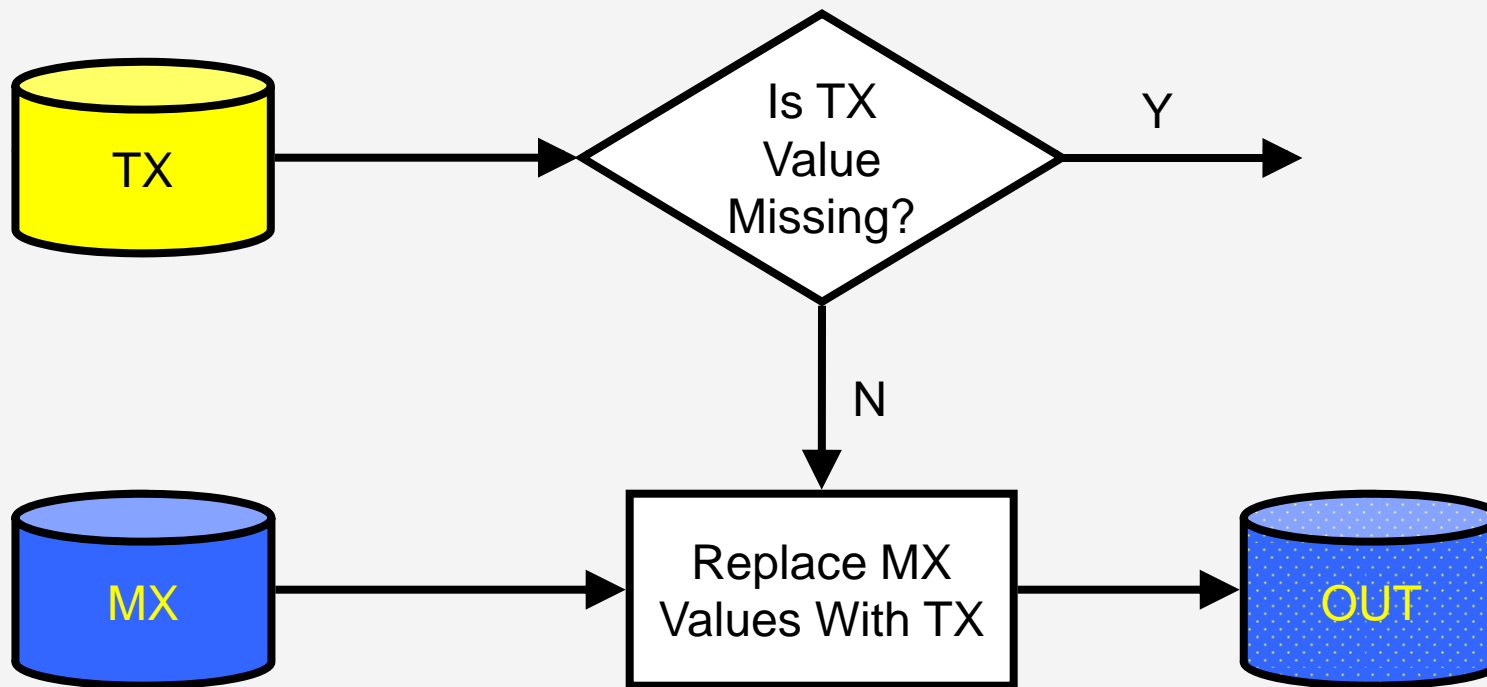 Is TX
Value
Missing?
Y
TX
N
MX
Replace MX
Values With TX
OUT